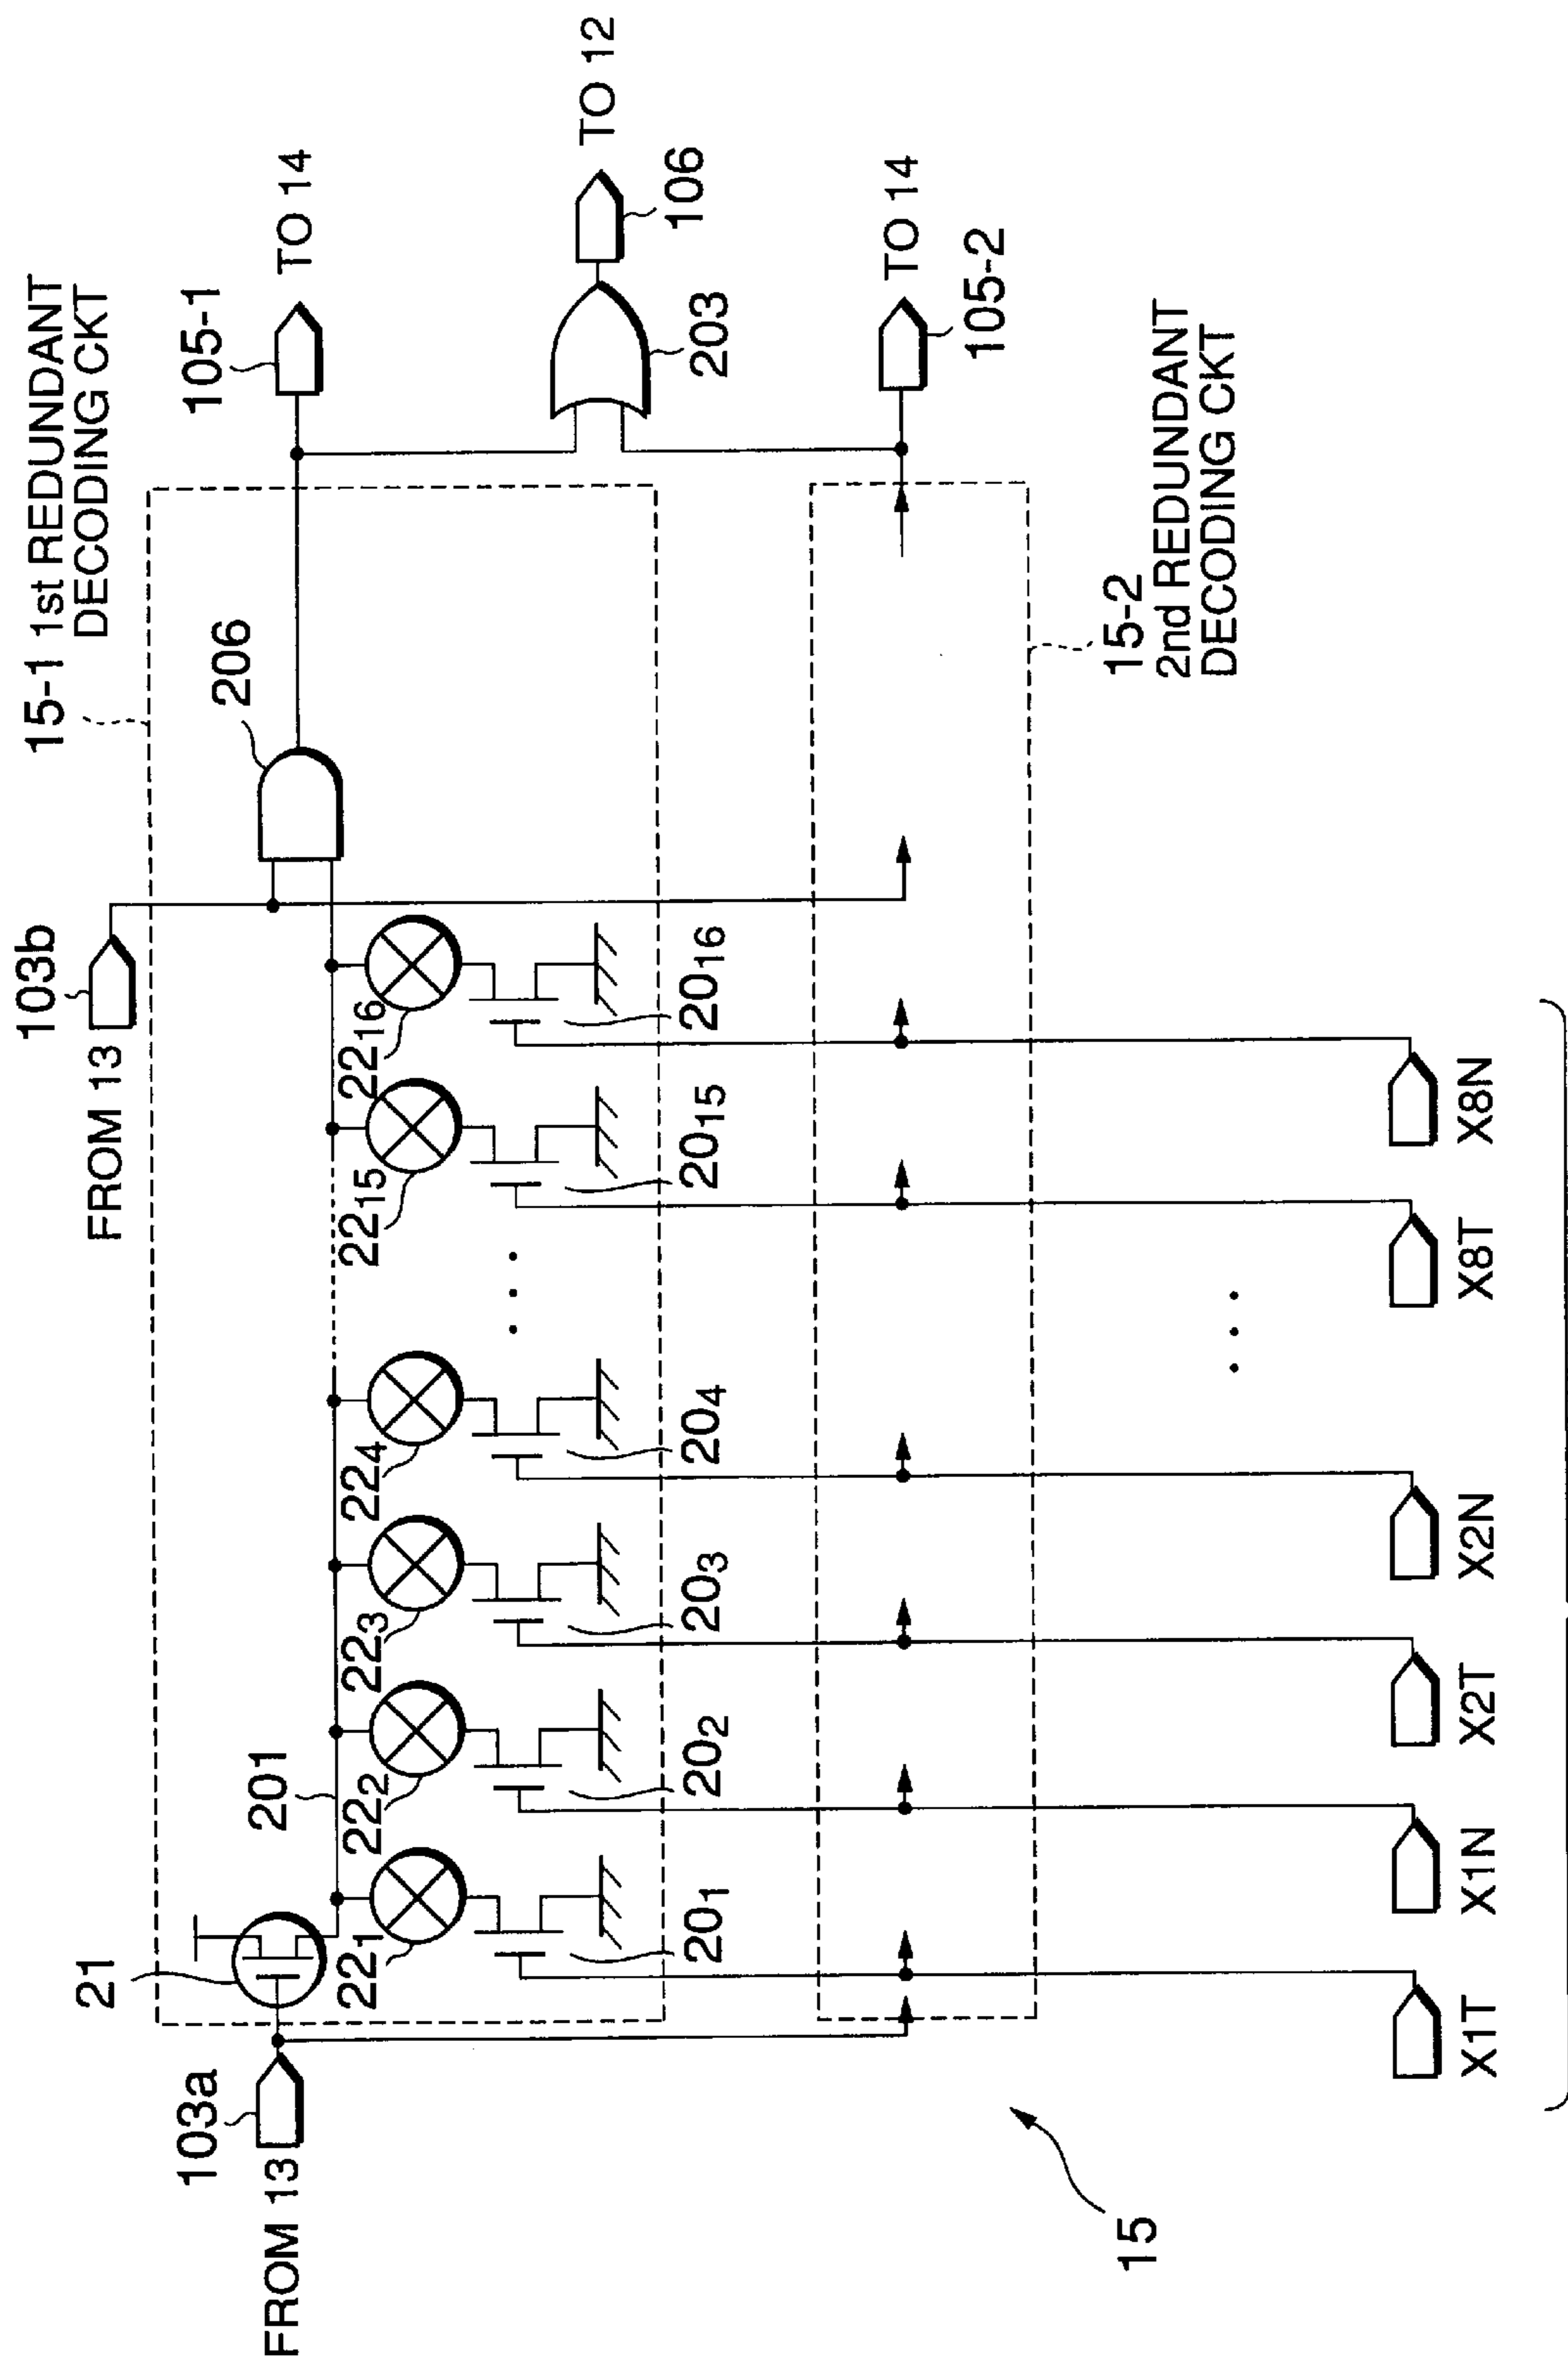 15-1 1st REDUNDANT
DECODING CKT
103b
FROM 13
206
105-1
TO 14
TO 12
106
203
TO 14
105-2
21
201
103a
FROM 13
22₁
22₂
22₃
22₄
22₁₅
22₁₆
20₁
20₂
20₃
20₄
20₁₅
20₁₆
15-2
2nd REDUNDANT
DECODING CKT
15
X1T
X1N
X2T
X2N
X8T
X8N